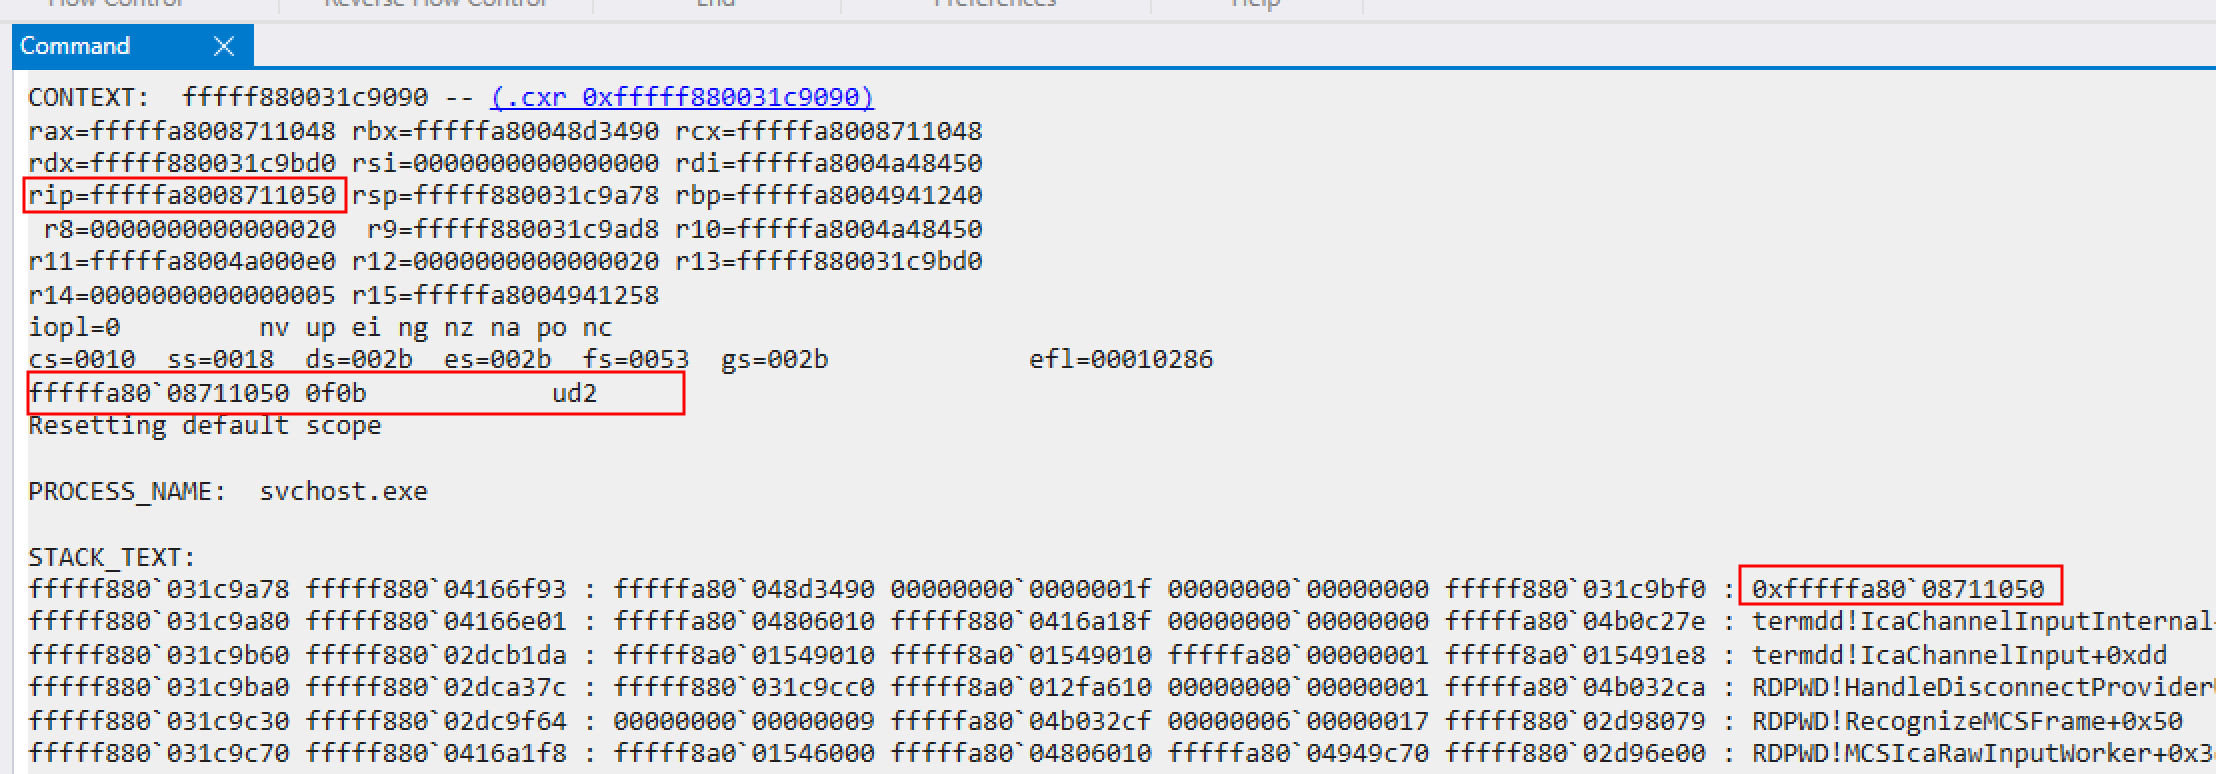 Flow Control Reverse Flow Control End Preferences Help
Command
CONTEXT:  fffff880031c9090 -- (.cxr 0xfffff880031c9090)
rax=fffffa8008711048 rbx=fffffa80048d3490 rcx=fffffa8008711048
rdx=fffff880031c9bd0 rsi=0000000000000000 rdi=fffffa8004a48450
rip=fffffa8008711050 rsp=fffff880031c9a78 rbp=fffffa8004941240
r8=0000000000000020  r9=fffff880031c9ad8 r10=fffffa8004a48450
r11=fffffa8004a000e0 r12=0000000000000020 r13=fffff880031c9bd0
r14=0000000000000005 r15=fffffa8004941258
iopl=0         nv up ei ng nz na po nc
cs=0010  ss=0018  ds=002b  es=002b  fs=0053  gs=002b             efl=00010286
fffffa80`08711050 0f0b            ud2
Resetting default scope
PROCESS_NAME:  svchost.exe
STACK_TEXT:
fffff880`031c9a78 fffff880`04166f93 : fffffa80`048d3490 00000000`0000001f 00000000`00000000 fffff880`031c9bf0 : 0xfffffa80`08711050
fffff880`031c9a80 fffff880`04166e01 : fffffa80`04806010 fffff880`0416a18f 00000000`00000000 fffffa80`04b0c27e : termdd!IcaChannelInputInternal
fffff880`031c9b60 fffff880`02dcb1da : fffff8a0`01549010 fffff8a0`01549010 fffffa80`00000001 fffff8a0`015491e8 : termdd!IcaChannelInput+0xdd
fffff880`031c9ba0 fffff880`02dca37c : fffff880`031c9cc0 fffff8a0`012fa610 00000000`00000001 fffffa80`04b032ca : RDPWD!HandleDisconnectProvider
fffff880`031c9c30 fffff880`02dc9f64 : 00000000`00000009 fffffa80`04b032cf 00000006`00000017 fffff880`02d98079 : RDPWD!RecognizeMCSFrame+0x50
fffff880`031c9c70 fffff880`0416a1f8 : fffff8a0`01546000 fffffa80`04806010 fffffa80`04949c70 fffff880`02d96e00 : RDPWD!MCSIcaRawInputWorker+0x3